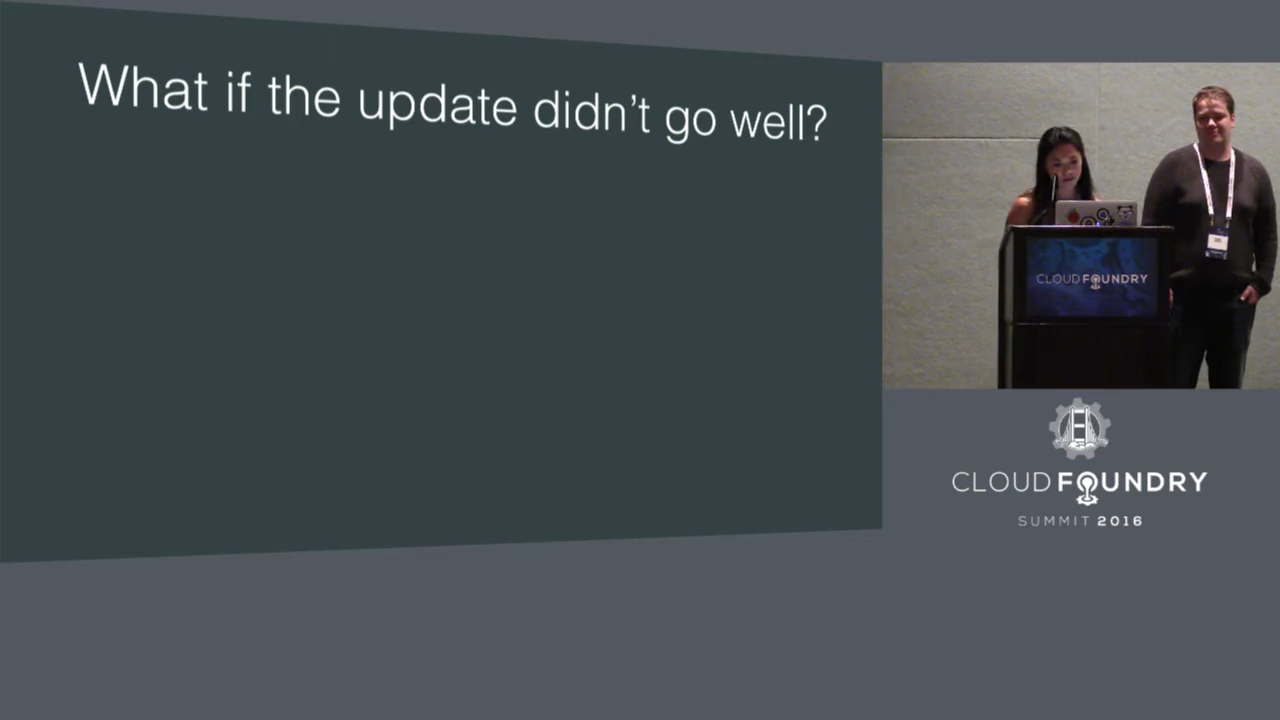 What if the update didn't go well?
CLOUD FOUNDRY
CLOUD FOUNDRY
SUMMIT 2016